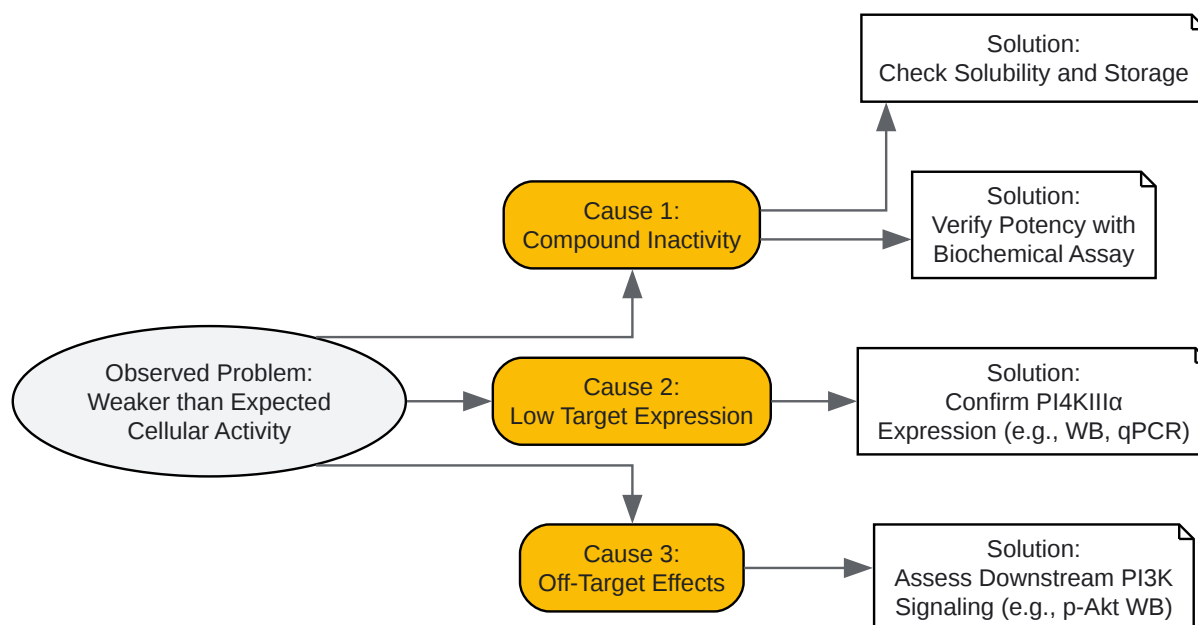 Observed Problem:
Weaker than Expected
Cellular Activity
Cause 1:
Compound Inactivity
Solution:
Check Solubility and Storage
Solution:
Verify Potency with
Biochemical Assay
Cause 2:
Low Target Expression
Solution:
Confirm PI4KIIIα
Expression (e.g., WB, qPCR)
Cause 3:
Off-Target Effects
Solution:
Assess Downstream PI3K
Signaling (e.g., p-Akt WB)